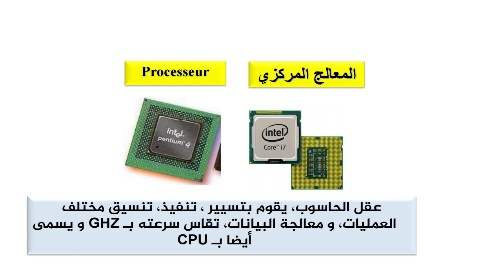 المعالج المركزي
Processeur
intel
pentium 4
intel
Core i7
عقل الحاسوب، يقوم بتسيير ، تنفيذ، تنسيق مختلف
العمليات، و معالجة البيانات، تقاس سرعته بـ GHZ و يسمى
أيضا بـ CPU